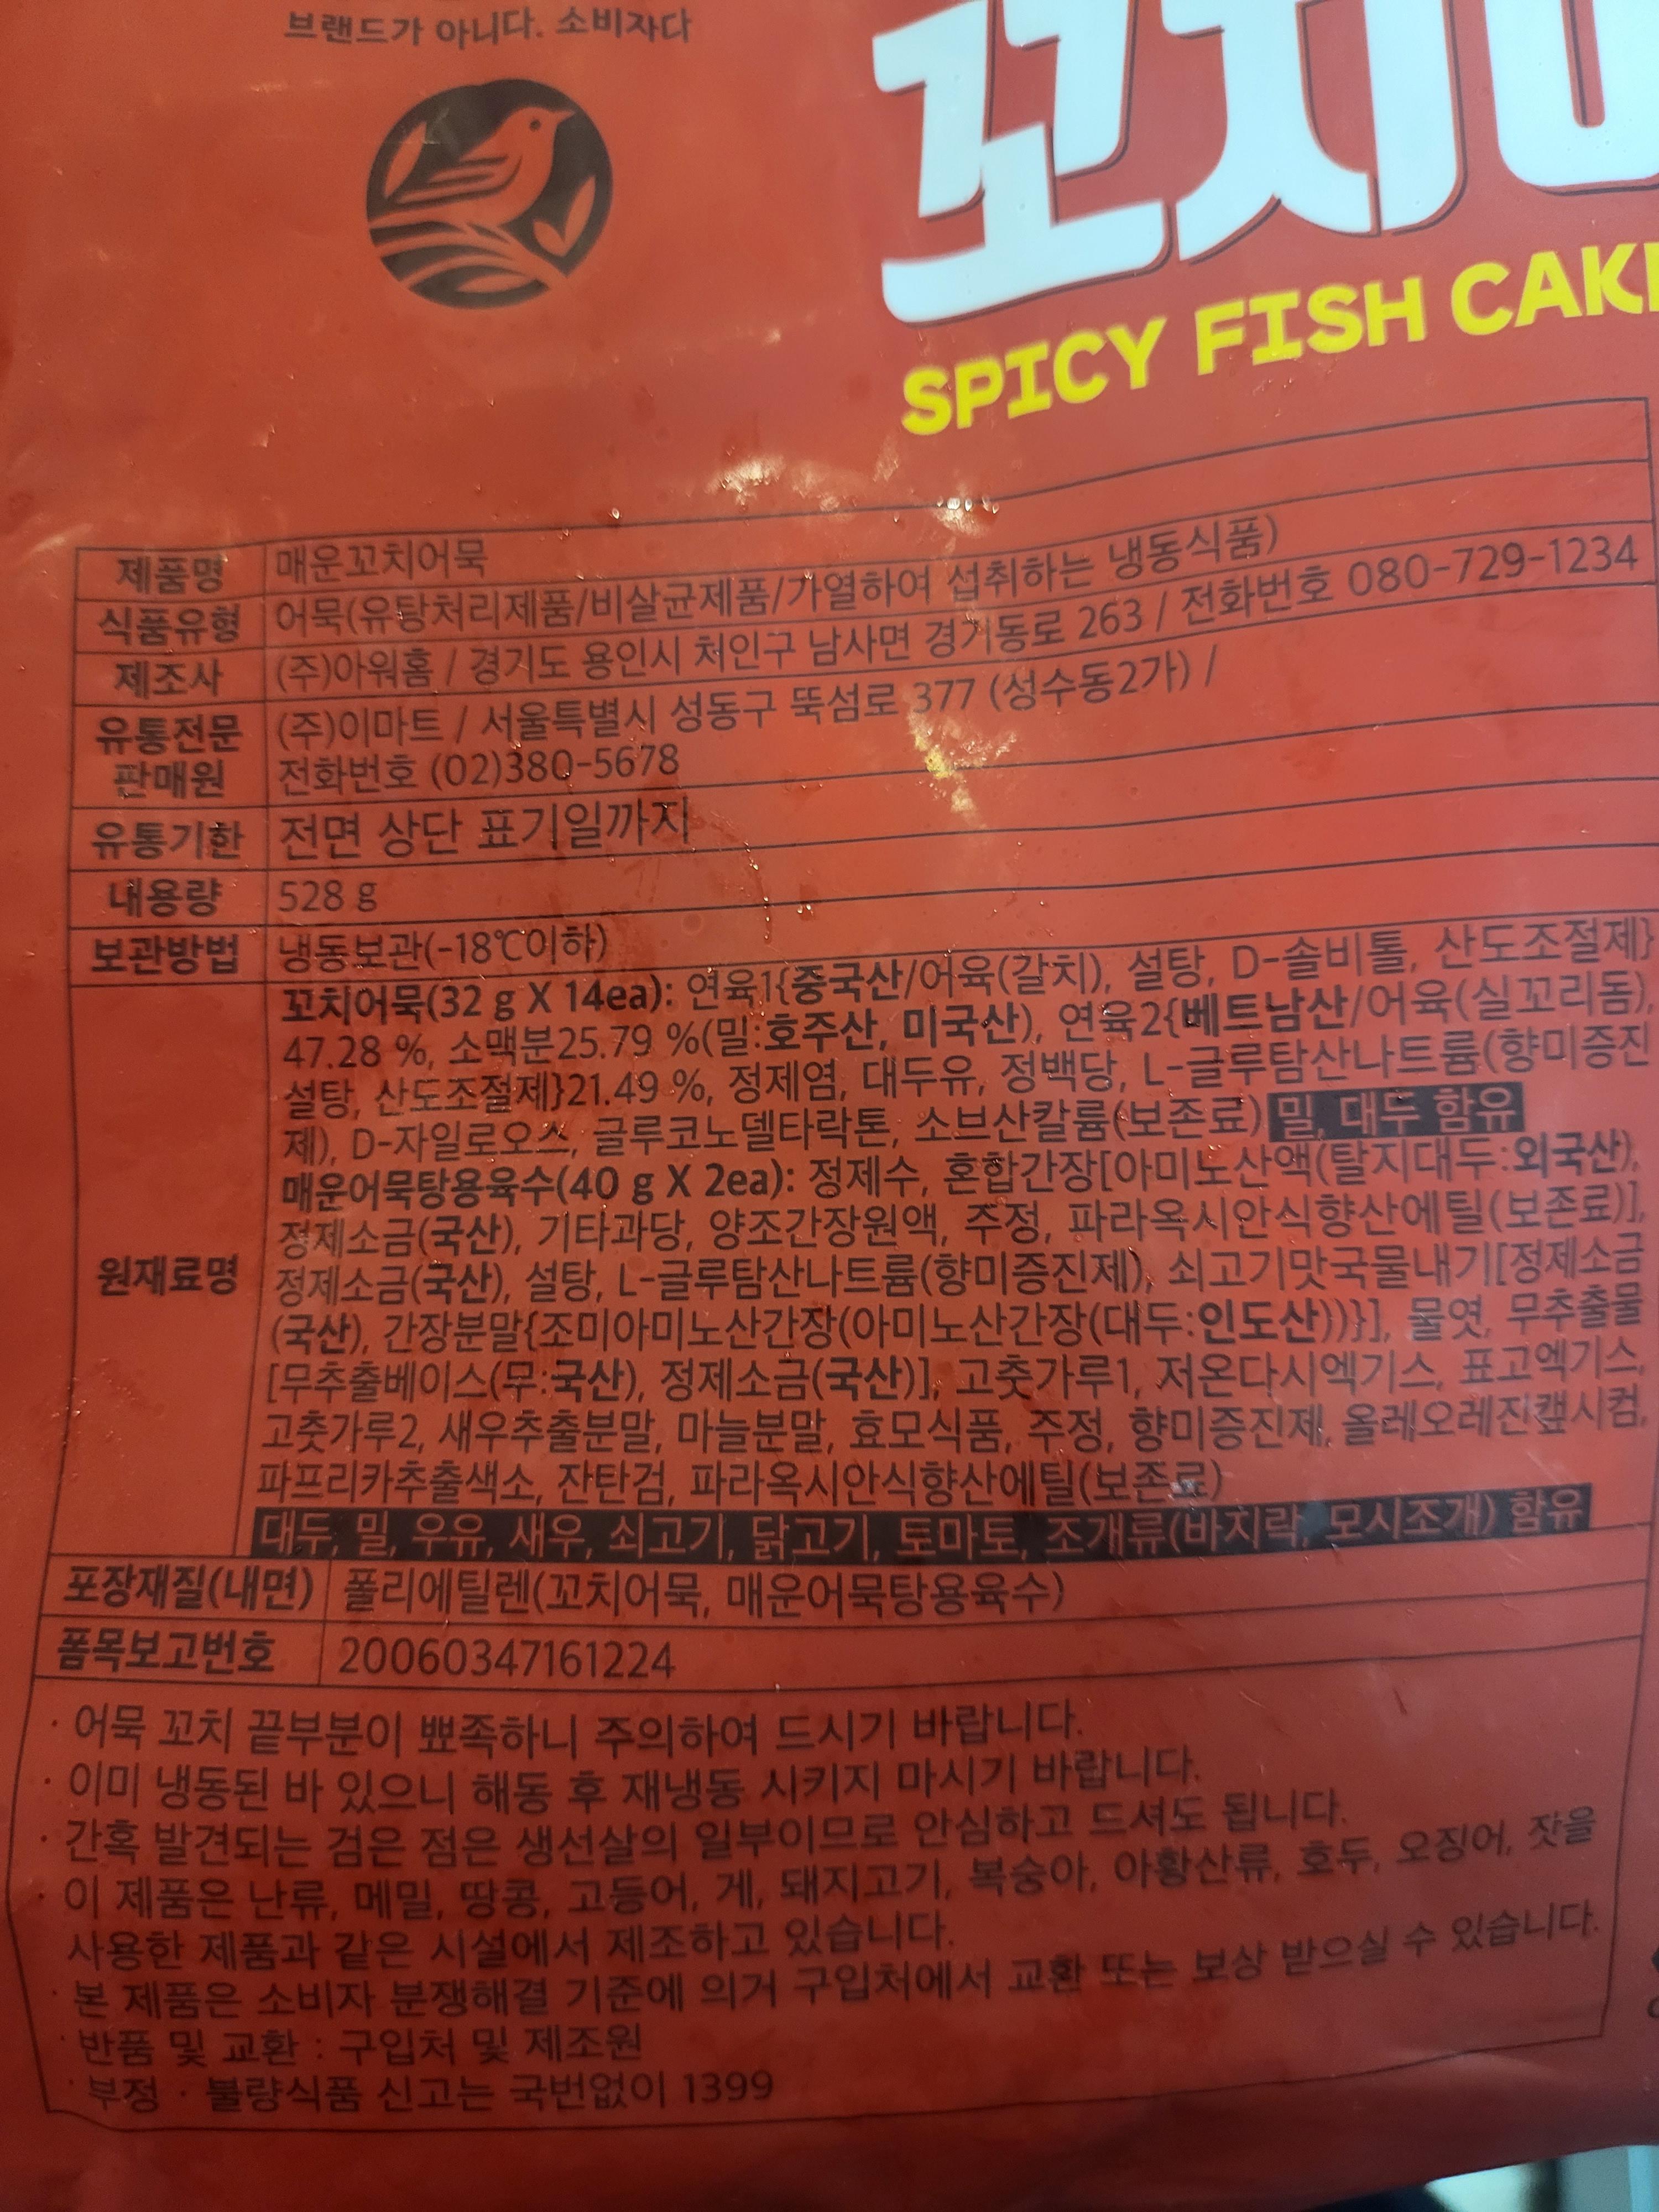 브랜드가 아니다. 소비자다
꼬치어
SPICY FISH CAKE
제품명 매운꼬치어묵
식품유형 어묵(유탕처리제품/비살균제품/가열하여 섭취하는 냉동식품)
제조사 (주)아워홈 / 경기도 용인시 처인구 남사면 경기동로 263 / 전화번호 080-729-1234
유통전문 (주)이마트 / 서울특별시 성동구 뚝섬로 377 (성수동2가) /
판매원 전화번호 (02)380-5678
유통기한 전면 상단 표기일까지
내용량 528 g
보관방법 냉동보관(-18℃이하)
꼬치어묵(32 g X 14ea): 연육1{중국산/어육(갈치), 설탕, D-솔비톨, 산도조절제}
47.28 %, 소맥분25.79 %(밀:호주산, 미국산), 연육2{베트남산/어육(실꼬리돔),
설탕, 산도조절제}21.49 %, 정제염, 대두유, 정백당, L-글루탐산나트륨(향미증진
제), D-자일로오스, 글루코노델타락톤, 소브산칼륨(보존료) 밀, 대두 함유
매운어묵탕용육수(40 g X 2ea): 정제수, 혼합간장[아미노산액(탈지대두:외국산),
정제소금(국산), 기타과당, 양조간장원액, 주정, 파라옥시안식향산에틸(보존료)],
원재료명 정제소금(국산), 설탕, L-글루탐산나트륨(향미증진제), 쇠고기맛국물내기[정제소금
(국산), 간장분말{조미아미노산간장(아미노산간장(대두:인도산))}], 물엿, 무추출물
[무추출베이스(무:국산), 정제소금(국산)], 고춧가루1, 저온다시엑기스, 표고엑기스,
고춧가루2, 새우추출분말, 마늘분말, 효모식품, 주정, 향미증진제, 올레오레진캪시컴,
파프리카추출색소, 잔탄검, 파라옥시안식향산에틸(보존료)
대두, 밀, 우유, 새우, 쇠고기, 닭고기, 토마토, 조개류(바지락, 모시조개) 함유
포장재질(내면) 폴리에틸렌(꼬치어묵, 매운어묵탕용육수)
품목보고번호 20060347161224
· 어묵 꼬치 끝부분이 뾰족하니 주의하여 드시기 바랍니다.
· 이미 냉동된 바 있으니 해동 후 재냉동 시키지 마시기 바랍니다.
· 간혹 발견되는 검은 점은 생선살의 일부이므로 안심하고 드셔도 됩니다.
· 이 제품은 난류, 메밀, 땅콩, 고등어, 게, 돼지고기, 복숭아, 아황산류, 호두, 오징어, 잣을
사용한 제품과 같은 시설에서 제조하고 있습니다.
· 본 제품은 소비자 분쟁해결 기준에 의거 구입처에서 교환 또는 보상 받으실 수 있습니다.
· 반품 및 교환 : 구입처 및 제조원
· 부정 · 불량식품 신고는 국번없이 1399